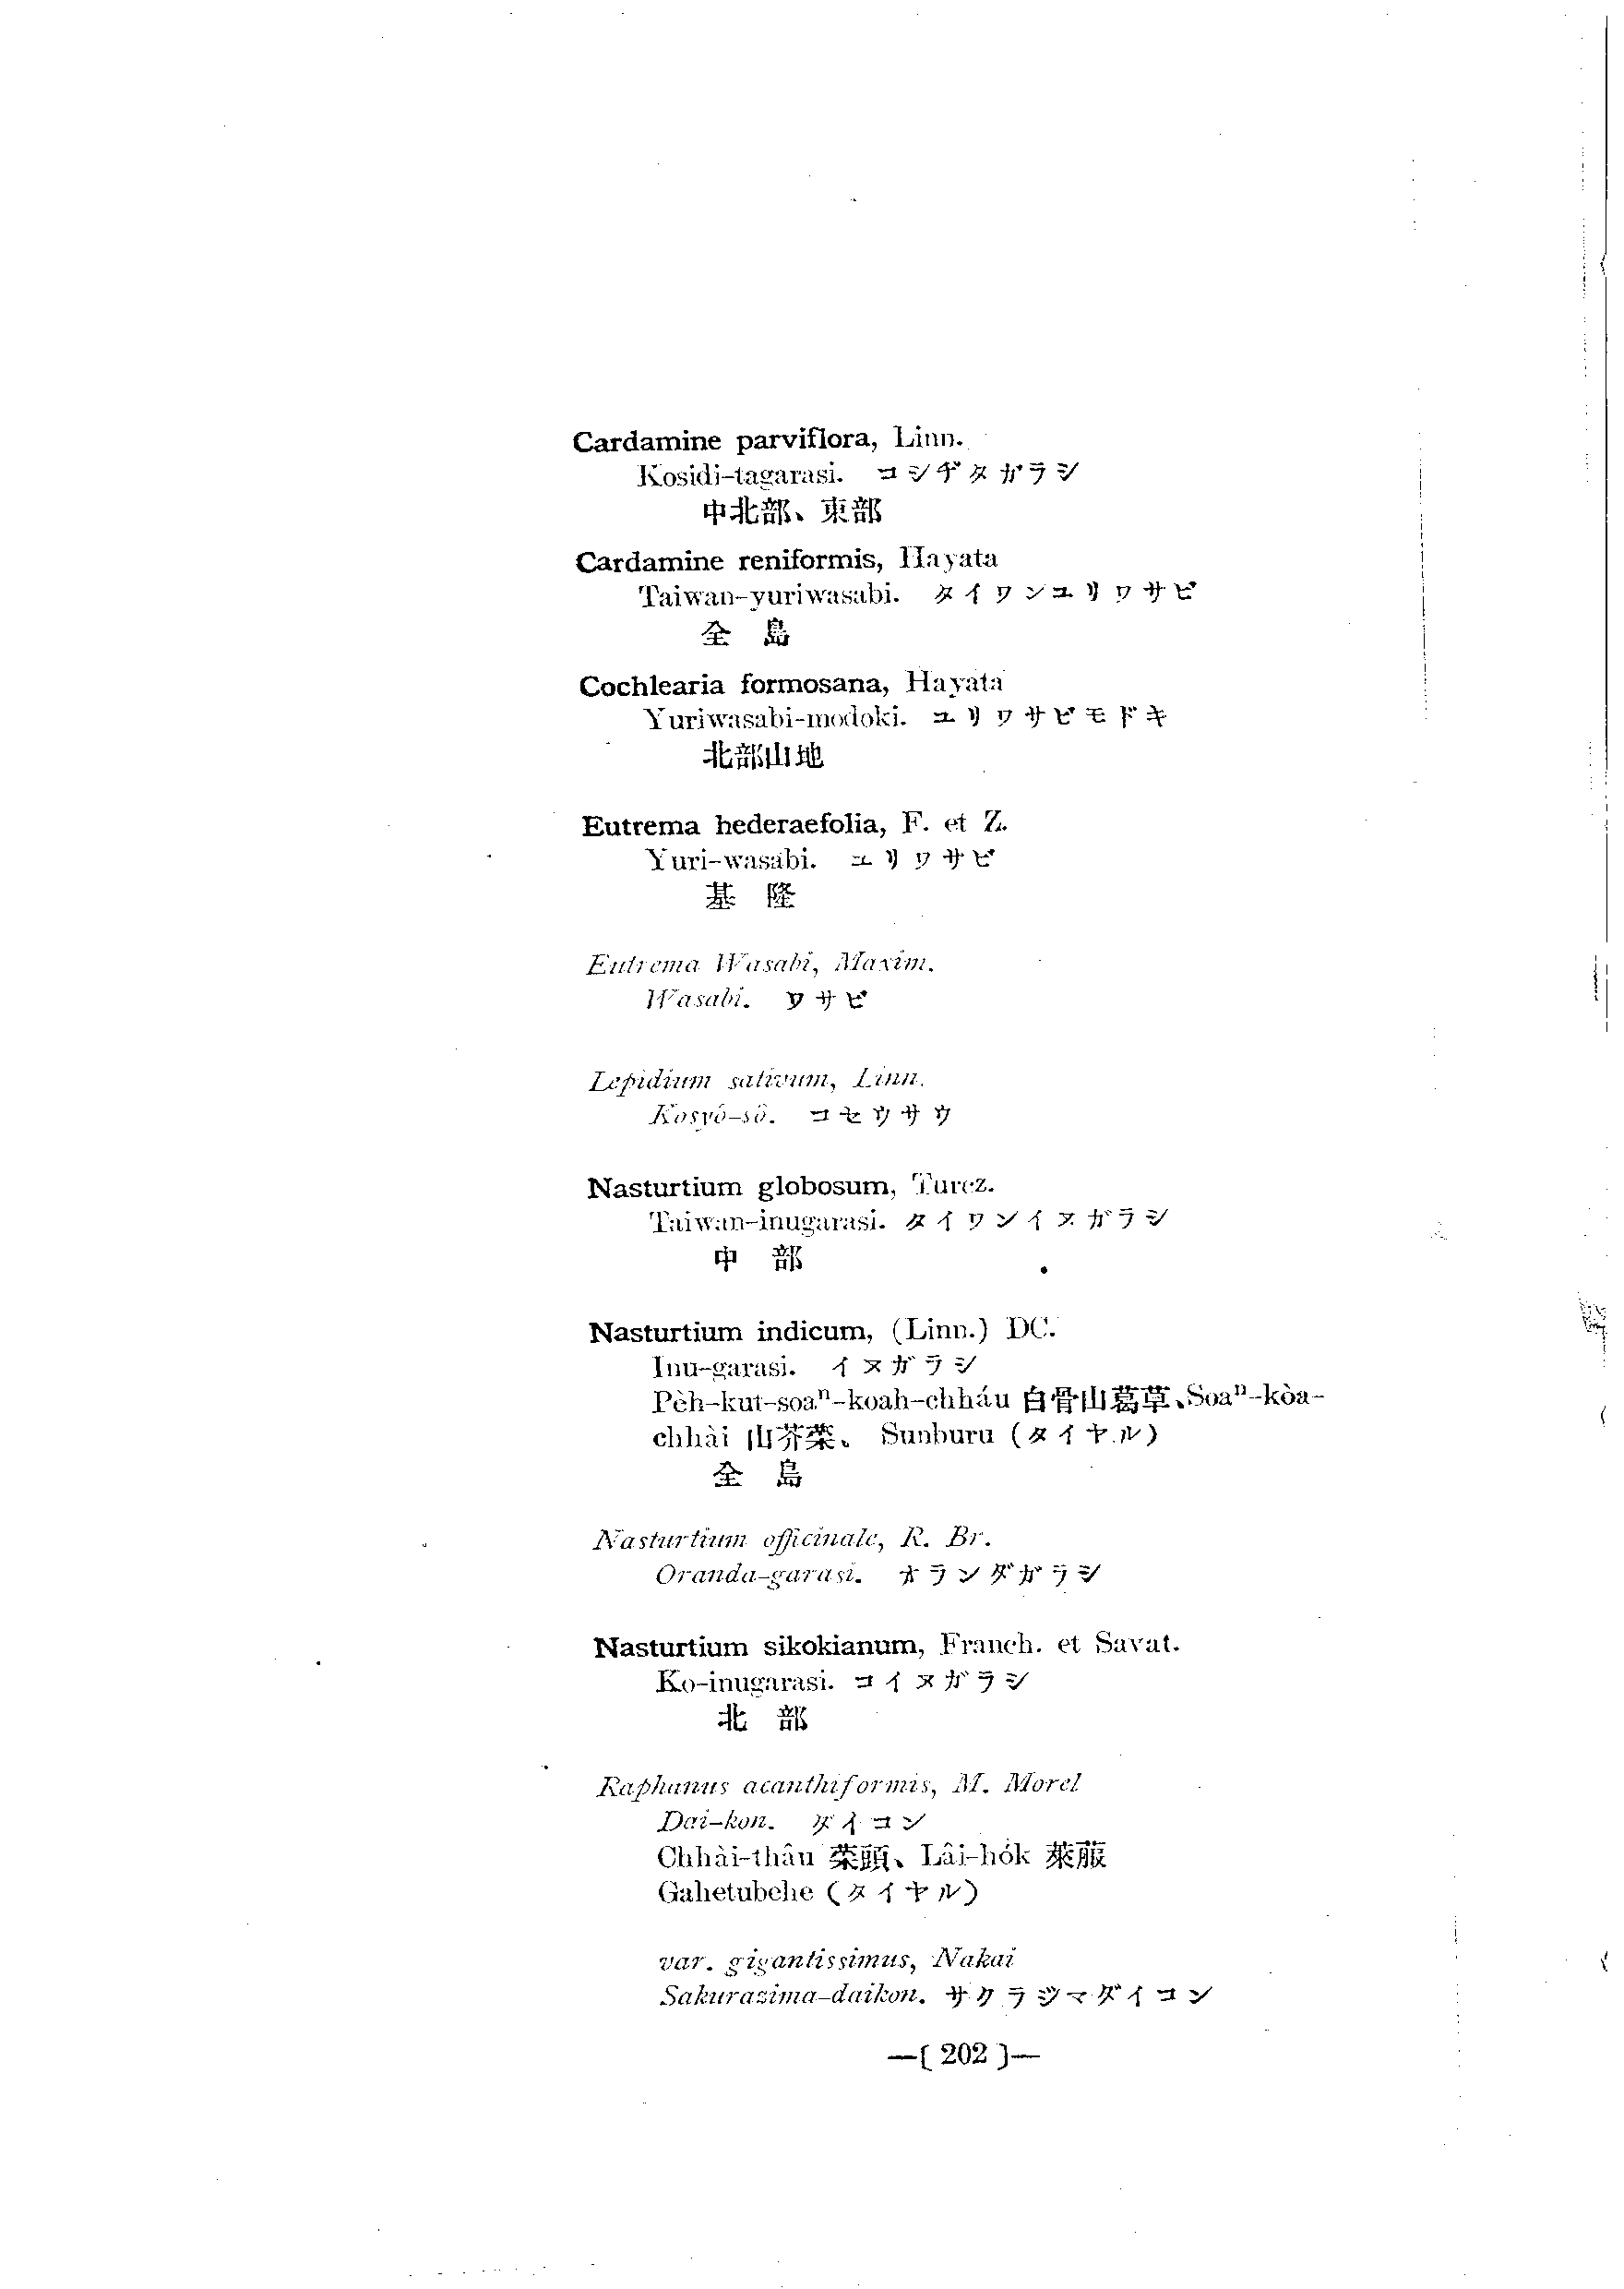 Cardamine parviflora, Linn.
Kosidi-tagarasi. コシヂタガラシ
中北部、東部
Cardamine reniformis, Hayata
Taiwan-yuriwasabi. タイワンユリワサビ
全 島
Cochlearia formosana, Hayata
Yuriwasabi-modoki. ユリワサビモドキ
北部山地
Eutrema hederaefolia, F. et Z.
Yuri-wasabi. ユリワサビ
基 隆
Eutrema Wasabi, Maxim.
Wasabi. ワサビ
Lepidium sativum, Linn.
Kosyô-sô. コセウサウ
Nasturtium globosum, Turcz.
Taiwan-inugarasi. タイワンイヌガラシ
中 部
Nasturtium indicum, (Linn.) DC.
Inu-garasi. イヌガラシ
Pèh-kut-soaⁿ-koah-chháu 白骨山葛草、Soaⁿ-kòa-
chhài 山芥菜。 Sunburu (タイヤル)
全 島
Nasturtium officinale, R. Br.
Oranda-garasi. オランダガラシ
Nasturtium sikokianum, Franch. et Savat.
Ko-inugarasi. コイヌガラシ
北 部
Raphanus acanthiformis, M. Morel
Dai-kon. ダイコン
Chhài-thâu 菜頭、Lâi-hók 萊菔
Gahetubehe (タイヤル)
var. gigantissimus, Nakai
Sakurazima-daikon. サクラジマダイコン
—( 202 )—